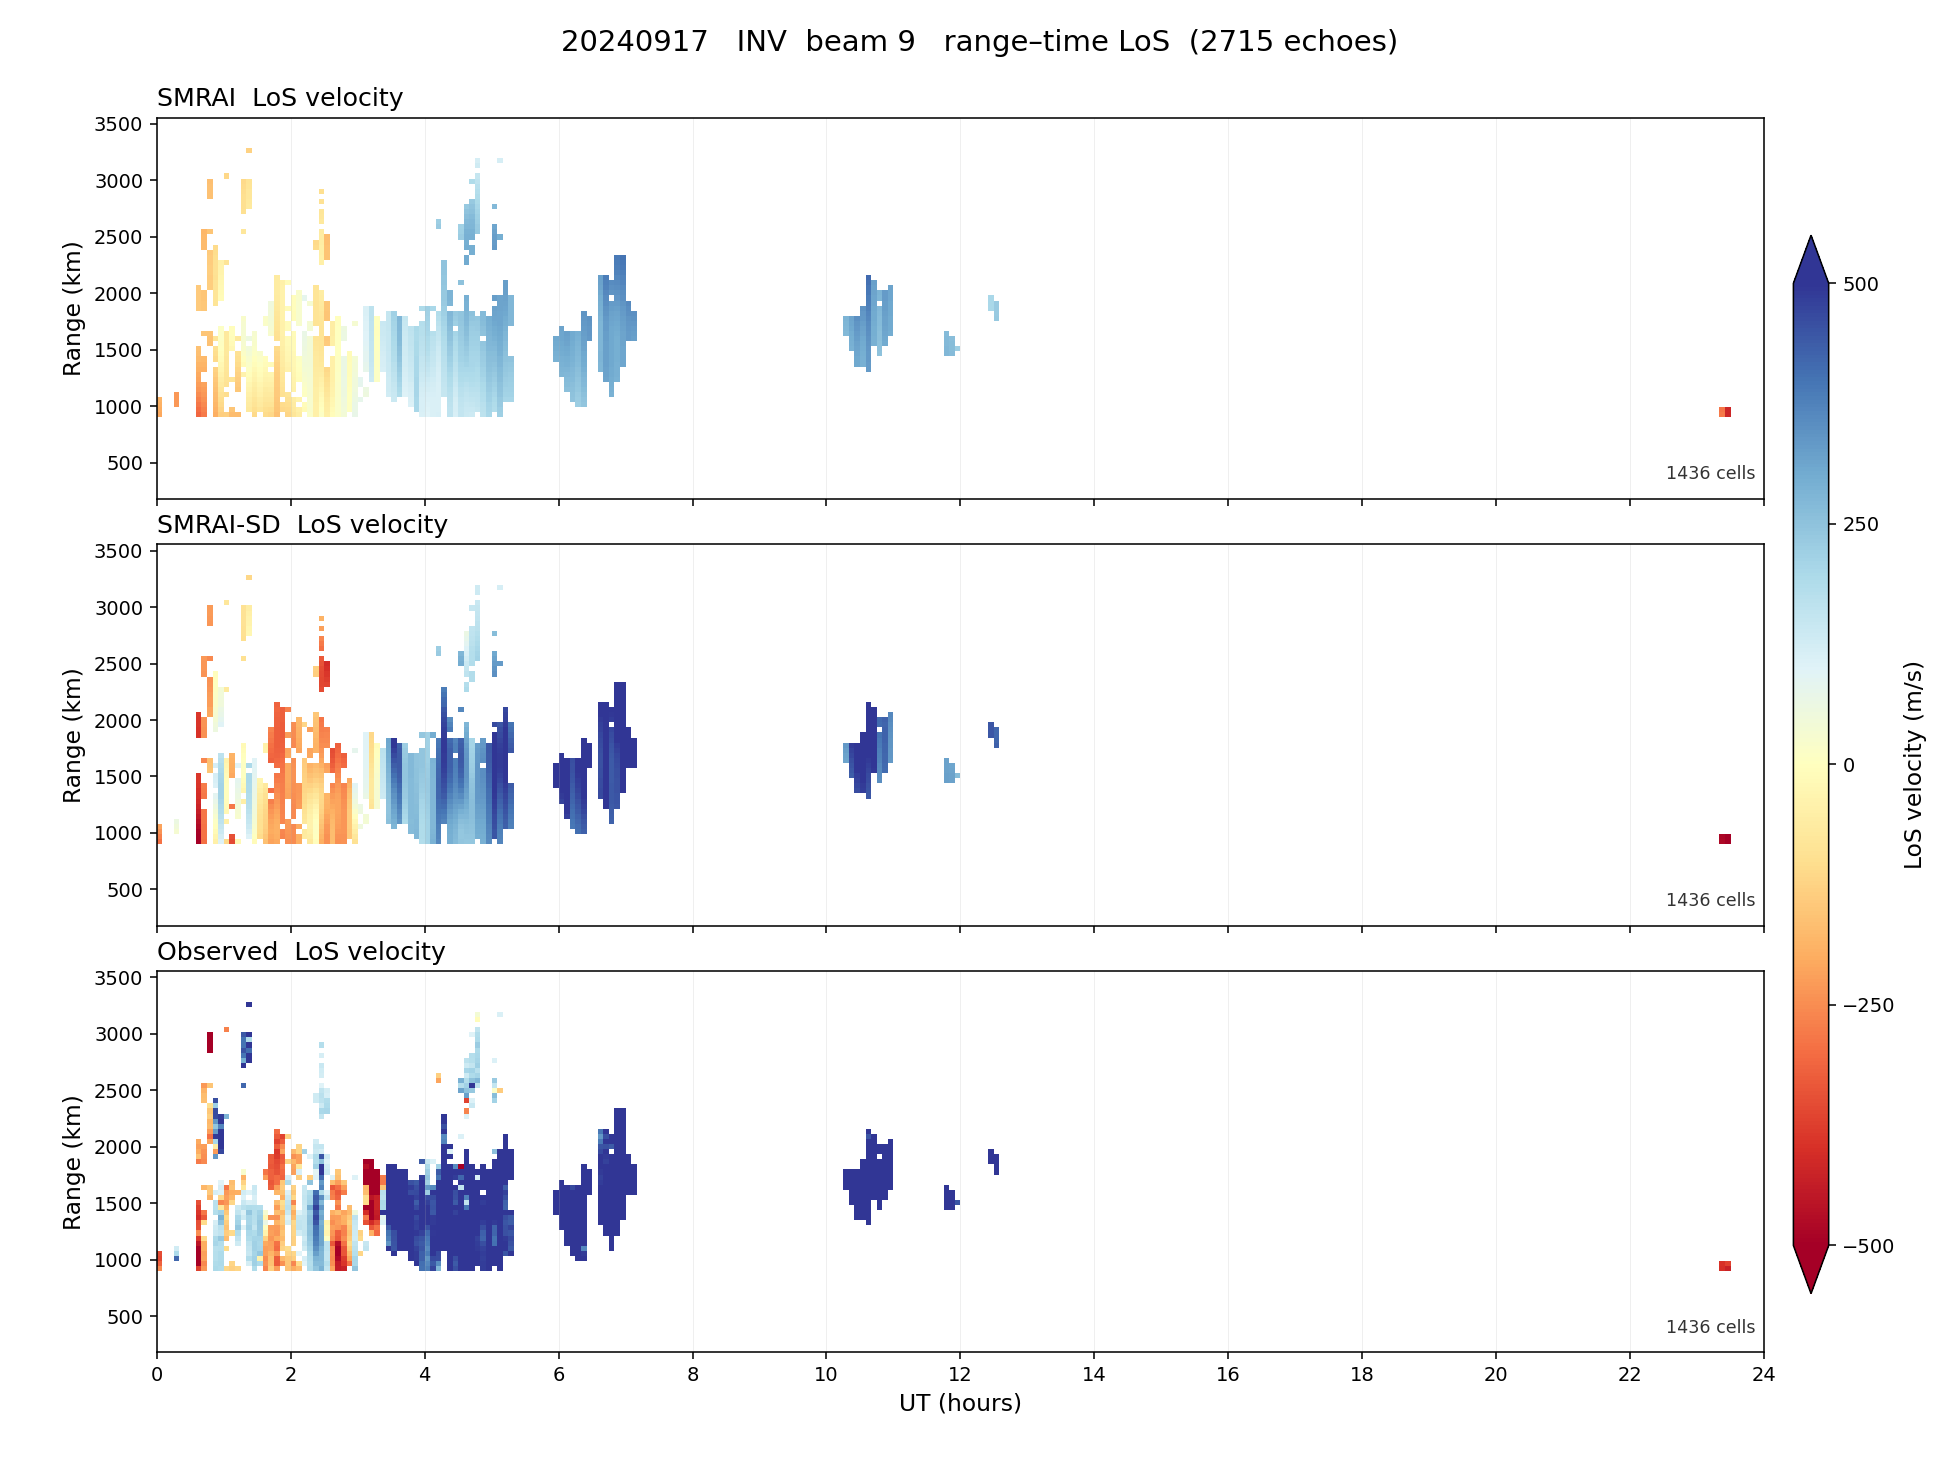 20240917   INV  beam 9   range–time LoS  (2715 echoes)
SMRAI  LoS velocity
3500
3000
2500
2000
1500
1000
500
Range (km)
1436 cells
SMRAI-SD  LoS velocity
3500
3000
2500
2000
1500
1000
500
Range (km)
1436 cells
Observed  LoS velocity
3500
3000
2500
2000
1500
1000
500
Range (km)
1436 cells
0 2 4 6 8 10 12 14 16 18 20 22 24
UT (hours)
500
250
0
−250
−500
LoS velocity (m/s)